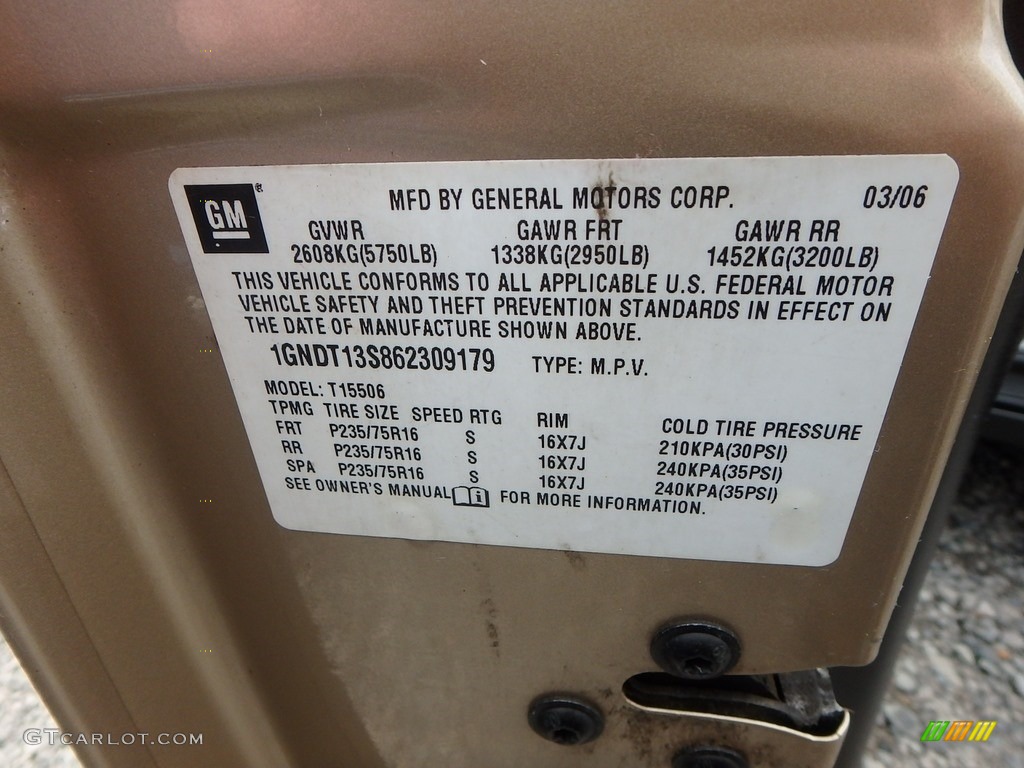 GM® MFD BY GENERAL MOTORS CORP. 03/06
GVWR GAWR FRT GAWR RR
2608KG(5750LB) 1338KG(2950LB) 1452KG(3200LB)
THIS VEHICLE CONFORMS TO ALL APPLICABLE U.S. FEDERAL MOTOR
VEHICLE SAFETY AND THEFT PREVENTION STANDARDS IN EFFECT ON
THE DATE OF MANUFACTURE SHOWN ABOVE.
1GNDT13S862309179 TYPE: M.P.V.
MODEL: T15506
TPMG TIRE SIZE SPEED RTG RIM COLD TIRE PRESSURE
FRT P235/75R16 S 16X7J 210KPA(30PSI)
RR P235/75R16 S 16X7J 240KPA(35PSI)
SPA P235/75R16 S 16X7J 240KPA(35PSI)
SEE OWNER'S MANUAL FOR MORE INFORMATION.
GTCARLOT.COM